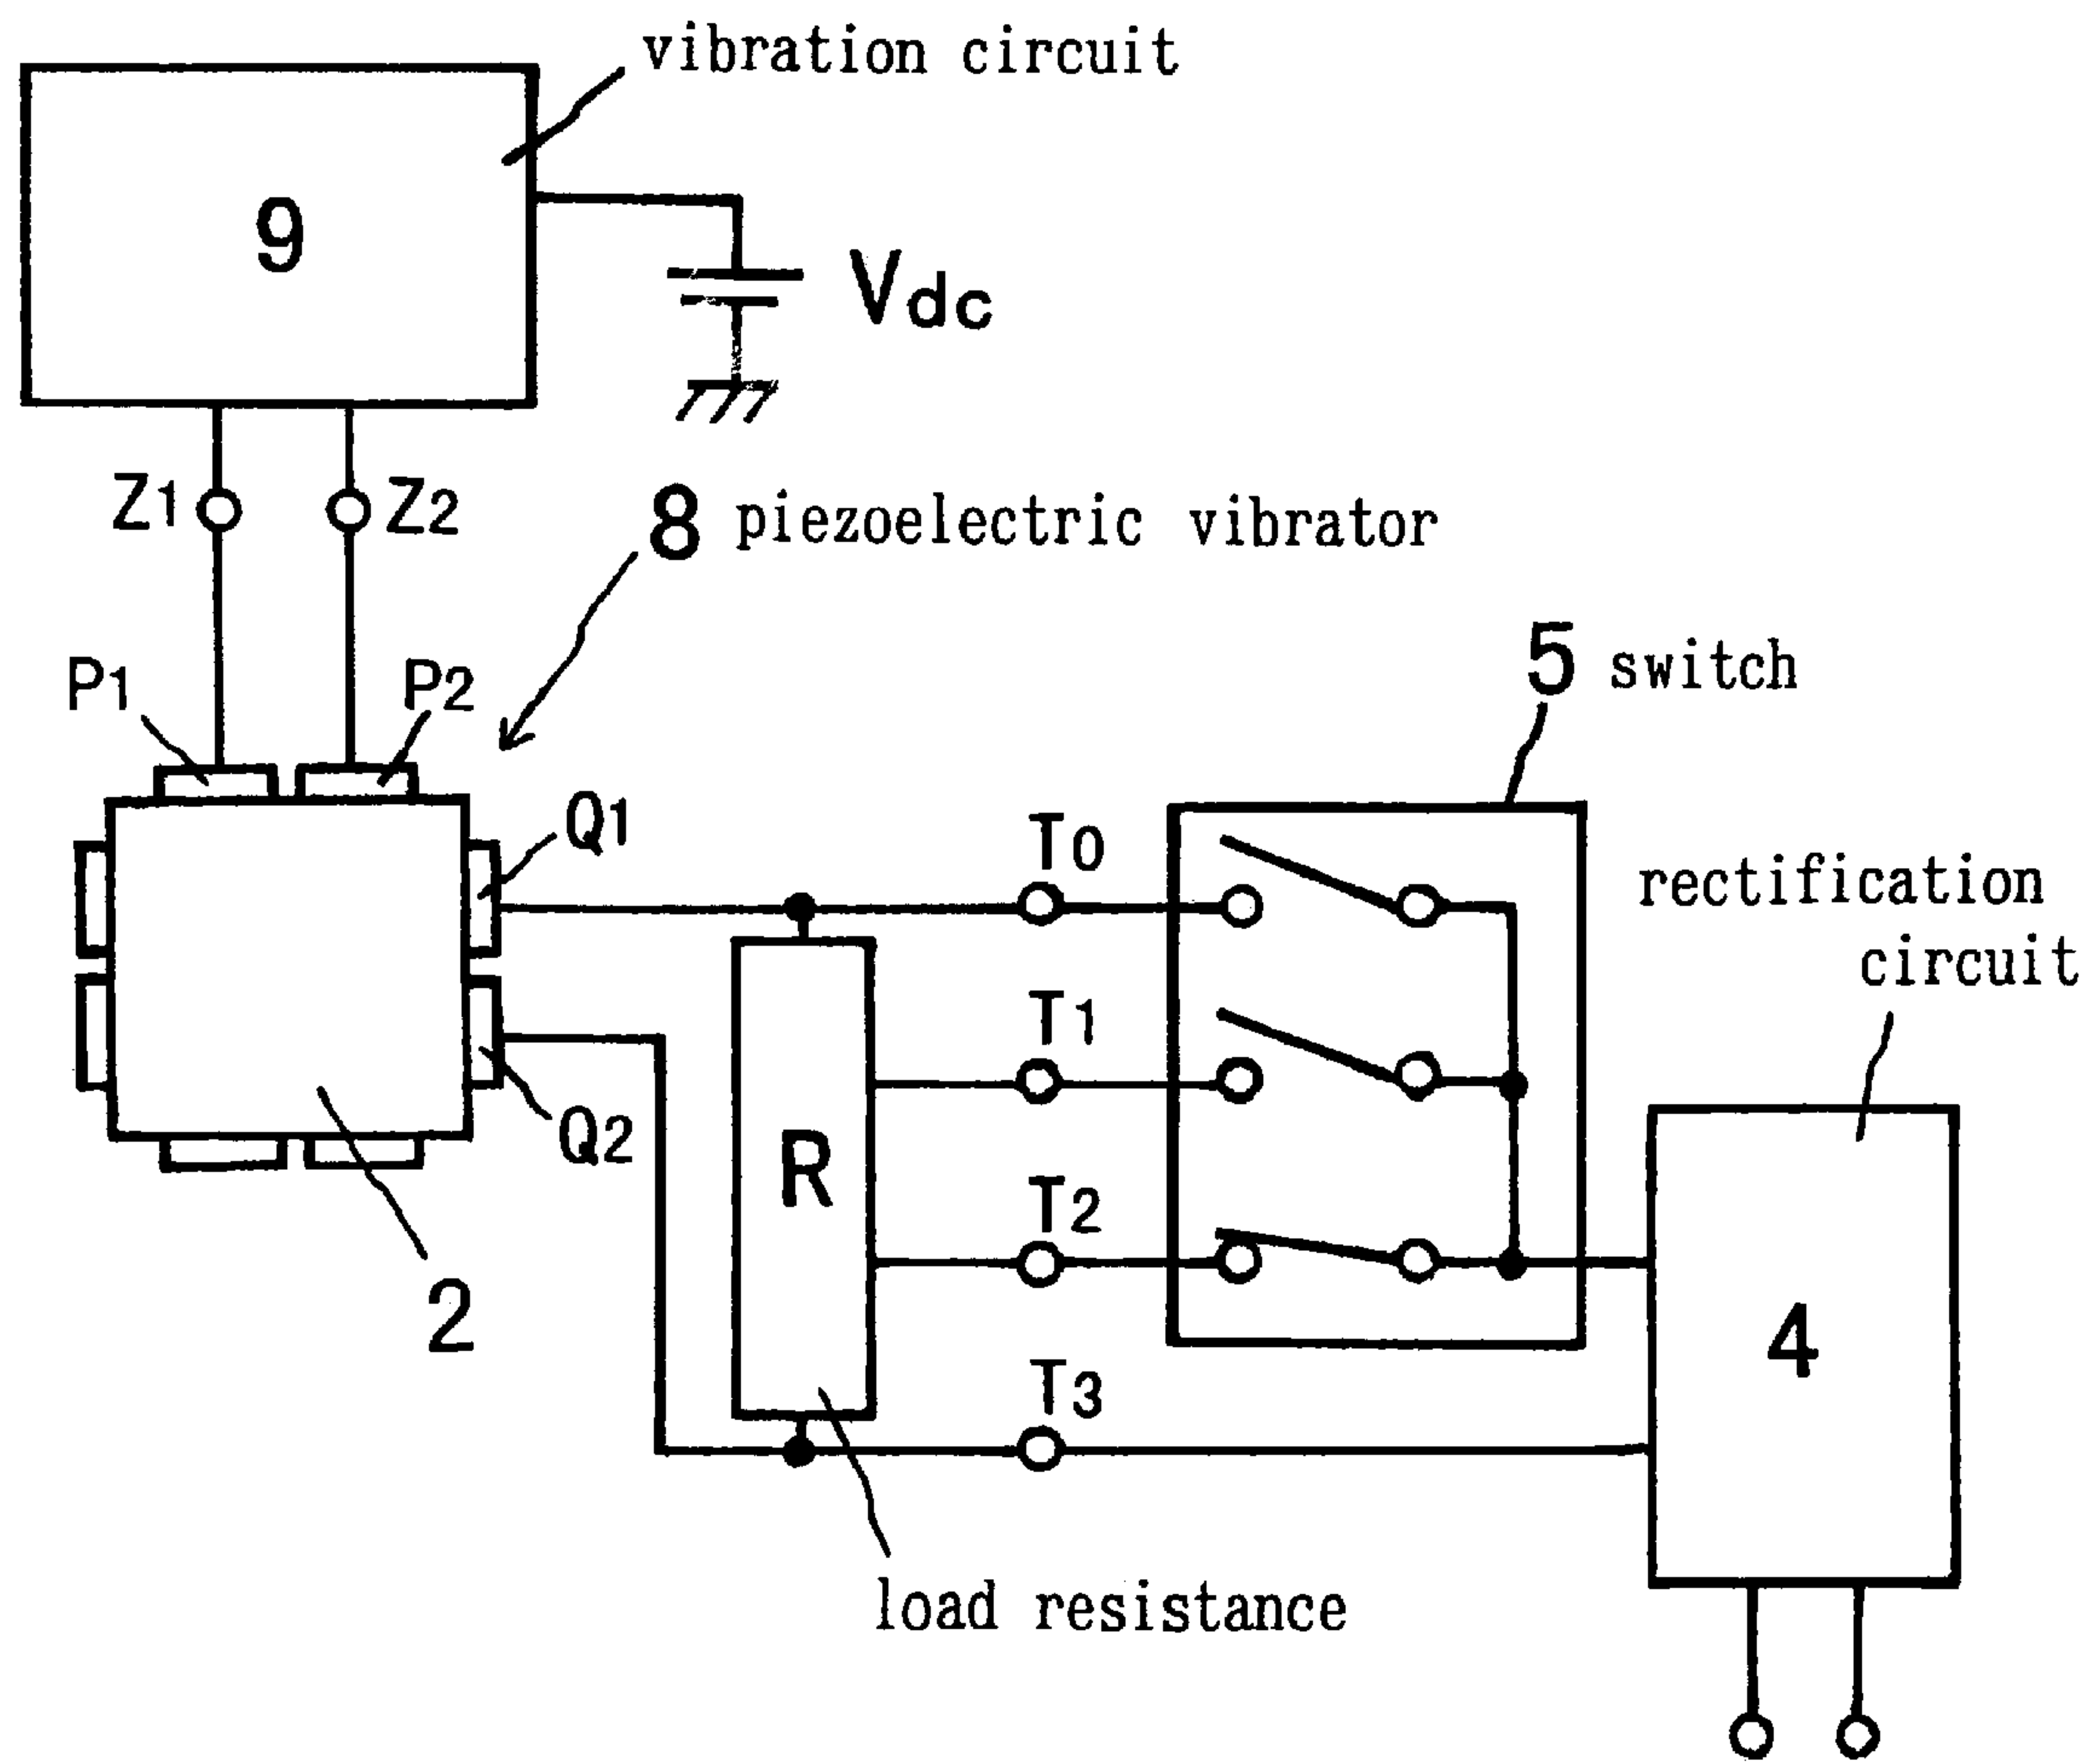 vibration circuit
9
Vdc
Z1
Z2
8 piezoelectric vibrator
P1
P2
5 switch
Q1
T0
rectification
circuit
T1
Q2
R
T2
2
4
T3
load resistance